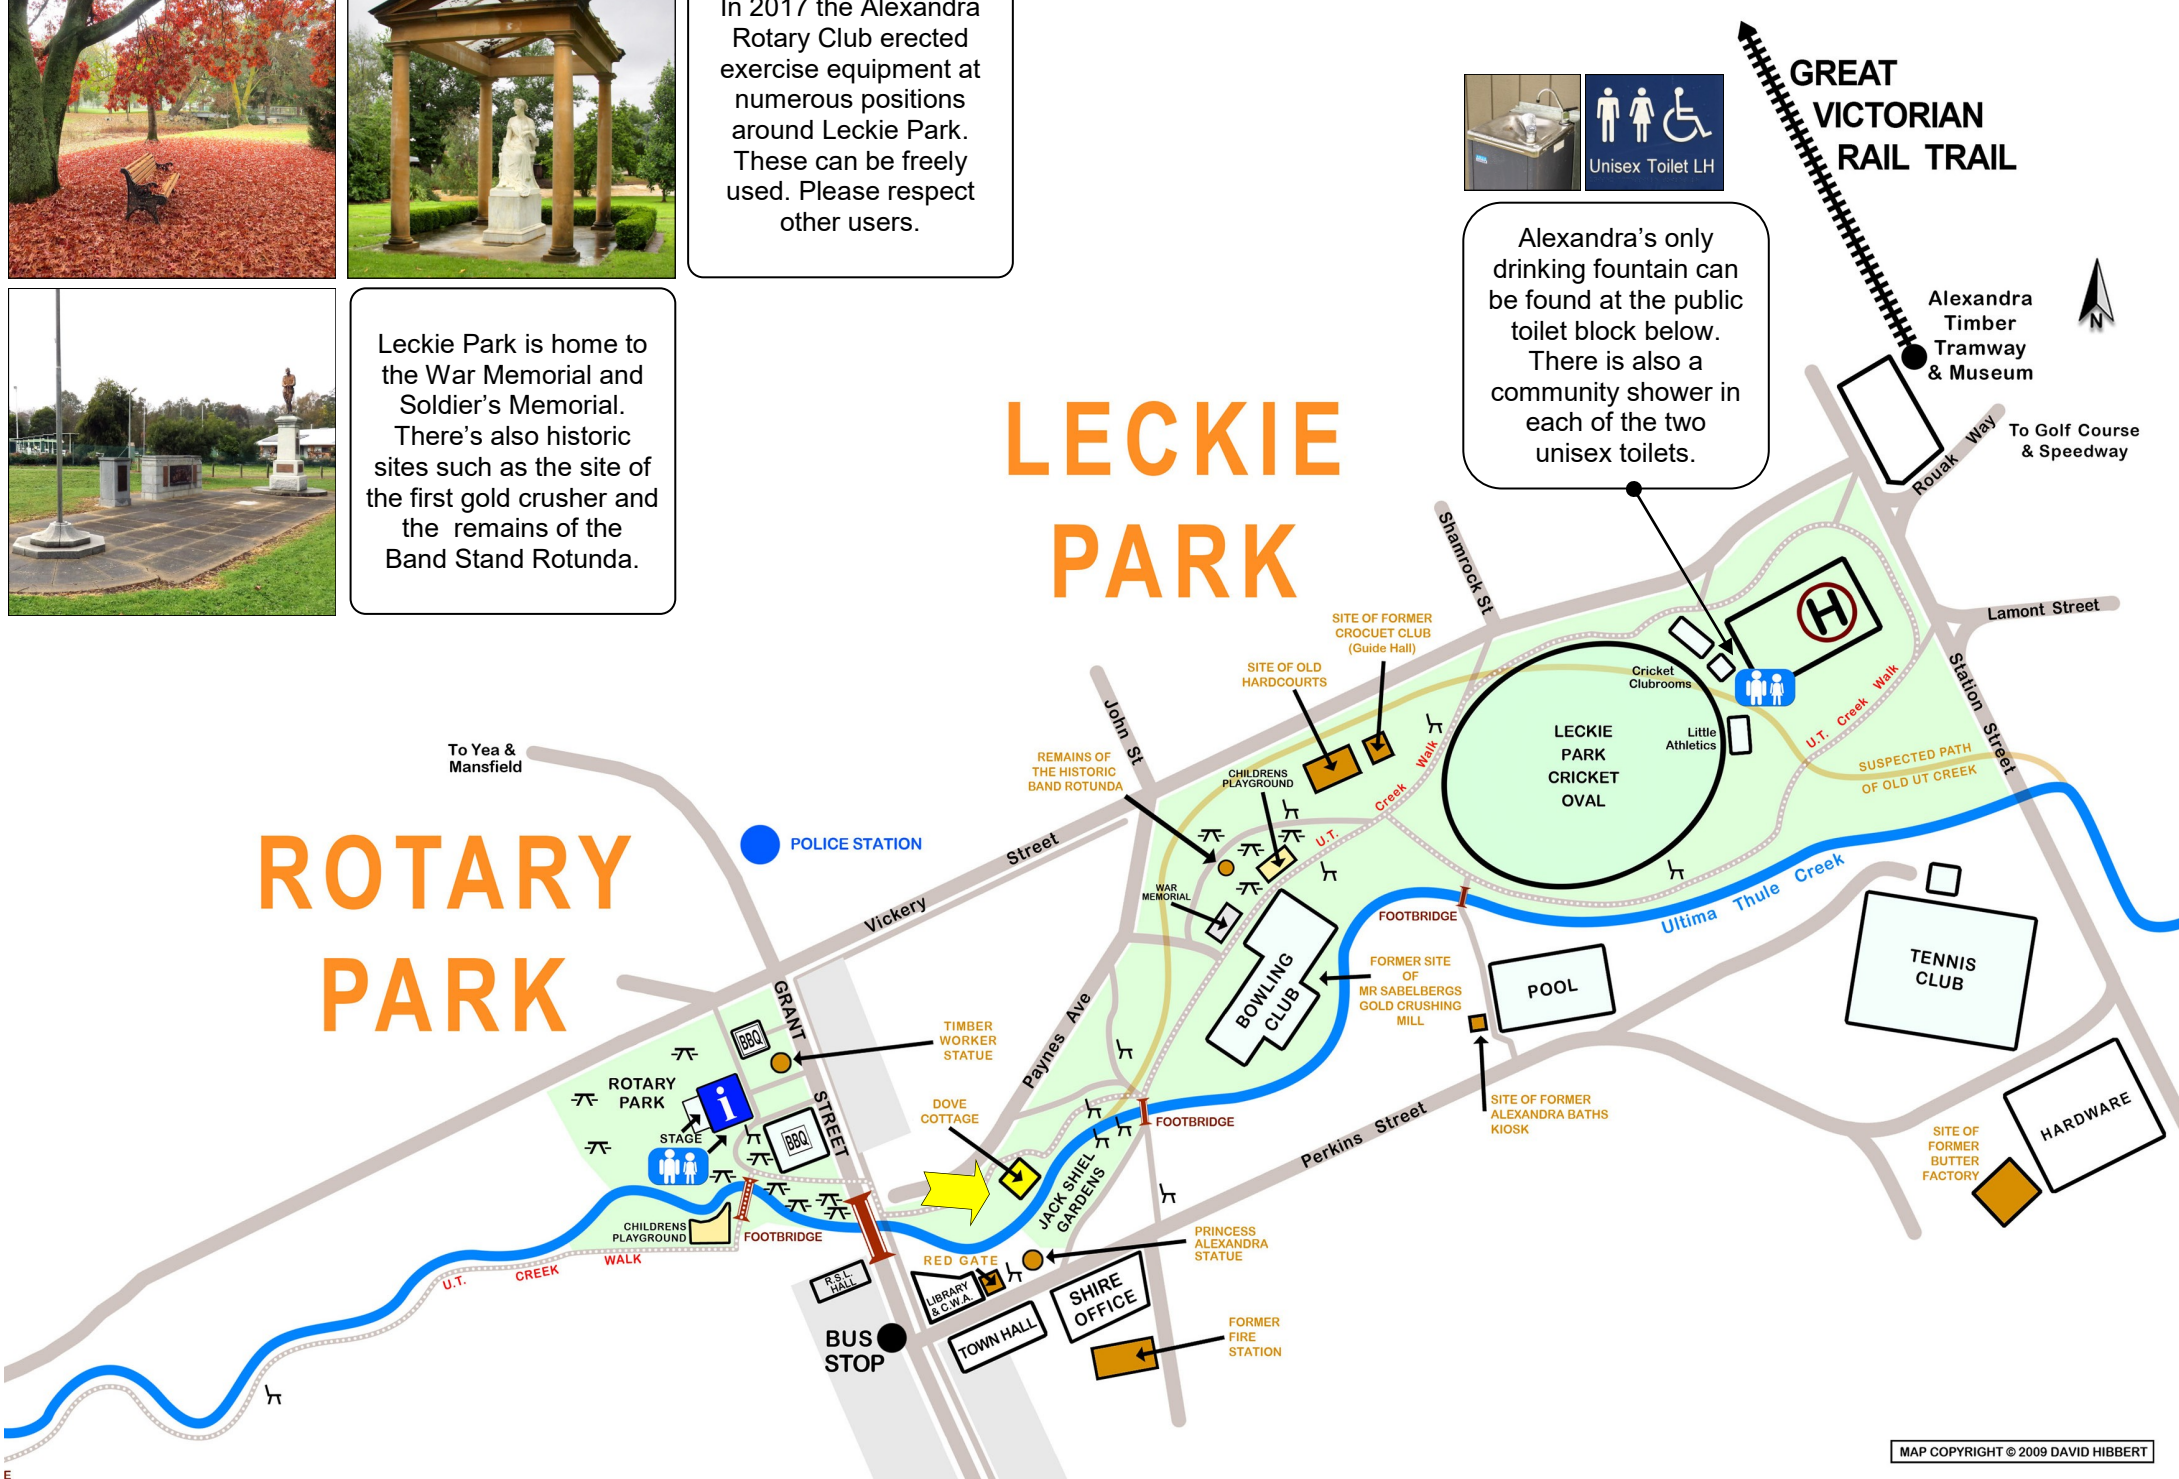 In 2017 the Alexandra
Rotary Club erected
exercise equipment at
numerous positions
around Leckie Park.
These can be freely
used. Please respect
other users.
Leckie Park is home to
the War Memorial and
Soldier’s Memorial.
There’s also historic
sites such as the site of
the first gold crusher and
the remains of the
Band Stand Rotunda.
Unisex Toilet LH
Alexandra’s only
drinking fountain can
be found at the public
toilet block below.
There is also a
community shower in
each of the two
unisex toilets.
GREAT
VICTORIAN
RAIL TRAIL
Alexandra
Timber
Tramway
& Museum
N
Rouak Way
To Golf Course
& Speedway
LECKIE
PARK
Shamrock St
H
Lamont Street
Station Street
SITE OF FORMER
CROCUET CLUB
(Guide Hall)
SITE OF OLD
HARDCOURTS
Cricket
Clubrooms
Little
Athletics
LECKIE
PARK
CRICKET
OVAL
U.T. Creek Walk
SUSPECTED PATH
OF OLD UT CREEK
John St
REMAINS OF
THE HISTORIC
BAND ROTUNDA
CHILDRENS
PLAYGROUND
U.T. Creek Walk
WAR
MEMORIAL
To Yea &
Mansfield
POLICE STATION
ROTARY
PARK
Vickery Street
FOOTBRIDGE
Ultima Thule Creek
BOWLING
CLUB
FORMER SITE
OF
MR SABELBERGS
GOLD CRUSHING
MILL
POOL
TENNIS
CLUB
GRANT STREET
BBQ
TIMBER
WORKER
STATUE
Paynes Ave
ROTARY
PARK
i
STAGE
BBQ
DOVE
COTTAGE
FOOTBRIDGE
Perkins Street
SITE OF FORMER
ALEXANDRA BATHS
KIOSK
HARDWARE
SITE OF
FORMER
BUTTER
FACTORY
JACK SHIEL
GARDENS
CHILDRENS
PLAYGROUND
FOOTBRIDGE
U.T. CREEK WALK
RED GATE
PRINCESS
ALEXANDRA
STATUE
R.S.L.
HALL
LIBRARY
& C.W.A.
SHIRE
OFFICE
TOWN HALL
BUS
STOP
FORMER
FIRE
STATION
MAP COPYRIGHT © 2009 DAVID HIBBERT
E